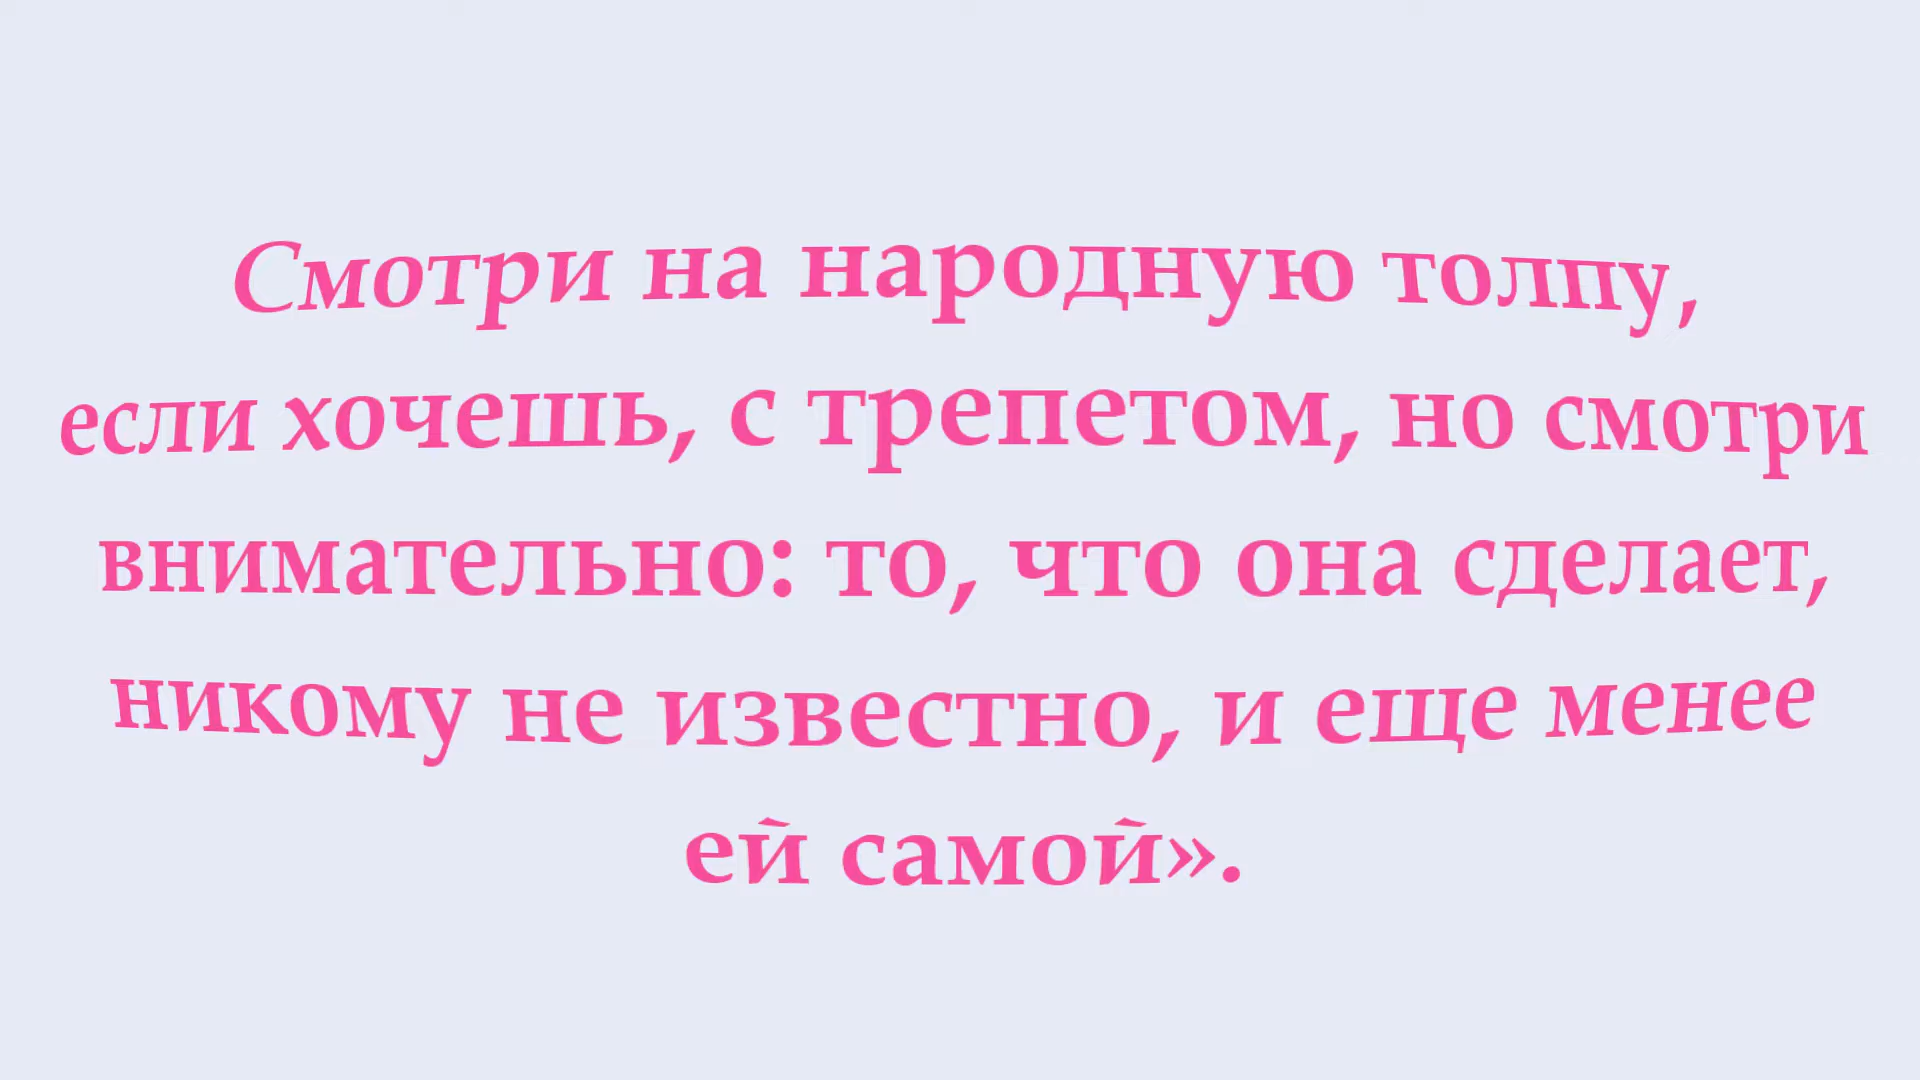 Смотри на народную толпу,
если хочешь, с трепетом, но смотри
внимательно: то, что она сделает,
никому не известно, и еще менее
ей самой».